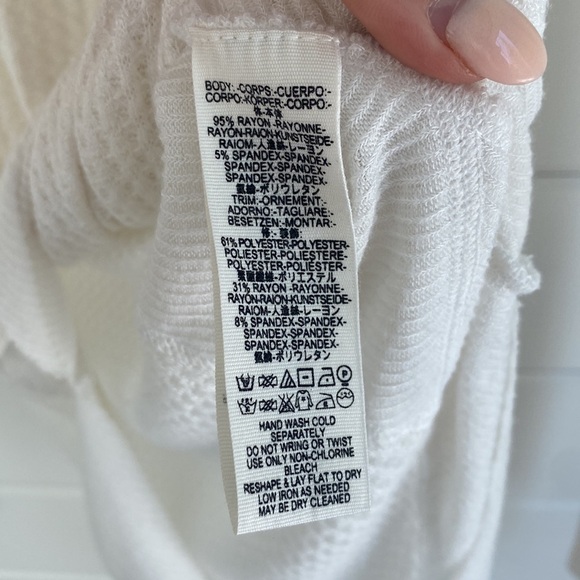 BODY:-CORPS:-CUERPO:-
CORPO:-KÖRPER:-CORPO:-
体-本体
95% RAYON -RAYONNE-
RAYON-RAION-KUNSTSEIDE-
RAIOM-人造絲-レーヨン
5% SPANDEX-SPANDEX-
SPANDEX-SPANDEX-
SPANDEX-SPANDEX-
氨綸-ポリウレタン
TRIM:-ORNEMENT:-
ADORNO:-TAGLIARE:-
BESETZEN:-MONTAR:-
修:-装飾
61% POLYESTER-POLYESTER-
POLIESTER-POLIESTERE-
POLYESTER-POLIESTER-
聚酯纖維-ポリエステル
31% RAYON -RAYONNE-
RAYON-RAION-KUNSTSEIDE-
RAIOM-人造絲-レーヨン
8% SPANDEX-SPANDEX-
SPANDEX-SPANDEX-
SPANDEX-SPANDEX-
氨綸-ポリウレタン
HAND WASH COLD
SEPARATELY
DO NOT WRING OR TWIST
USE ONLY NON-CHLORINE
BLEACH
RESHAPE & LAY FLAT TO DRY
LOW IRON AS NEEDED
MAY BE DRY CLEANED